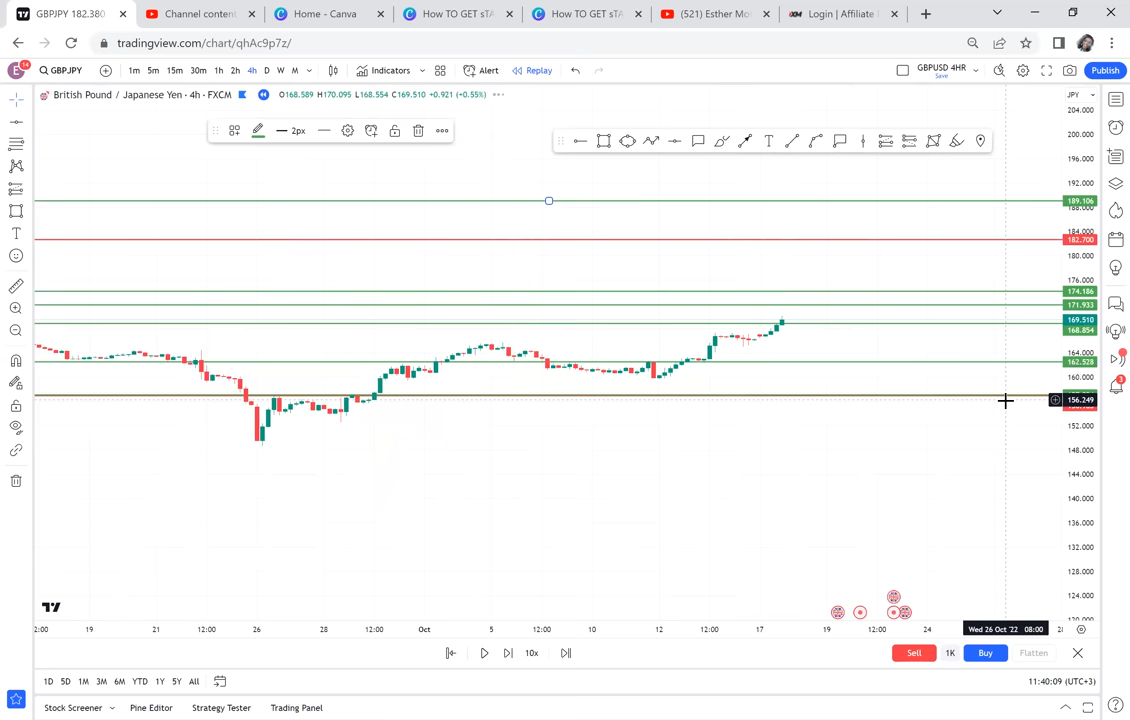 GBPJPY 182.380
Channel content
Home - Canva
How TO GET sTA
How TO GET sTA
(521) Esther Mo
Login | Affiliate
tradingview.com/chart/qhAc9p7z/
E 14 GBPJPY 1m 5m 15m 30m 1h 2h 4h D W M Indicators Alert Replay GBPUSD 4HR Save Publish
British Pound / Japanese Yen · 4h · FXCM O168.589 H170.095 L168.554 C169.510 +0.921 (+0.55%) JPY
2px
204.000
200.000
196.000
192.000
189.106
188.000
184.000
182.700
180.000
176.000
174.186
171.933
169.510
168.854
164.000
162.528
160.000
156.249
152.000
148.000
144.000
140.000
136.000
132.000
128.000
124.000
120.000
2:00 19 21 12:00 26 28 12:00 Oct 5 12:00 10 12 12:00 17 19 12:00 24 Wed 26 Oct '22 08:00
10x Sell 1K Buy Flatten
1D 5D 1M 3M 6M YTD 1Y 5Y All 11:40:09 (UTC+3)
Stock Screener Pine Editor Strategy Tester Trading Panel